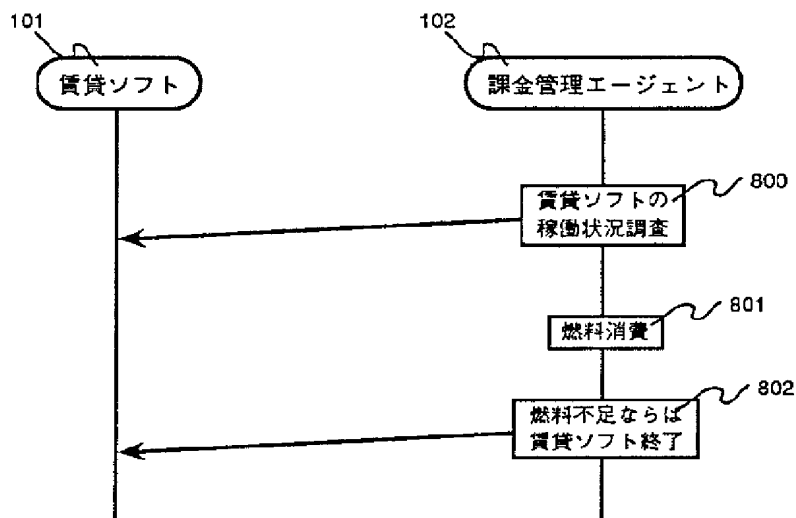 101
102
賃貸ソフト
課金管理エージェント
800
賃貸ソフトの
稼働状況調査
801
燃料消費
802
燃料不足ならば
賃貸ソフト終了